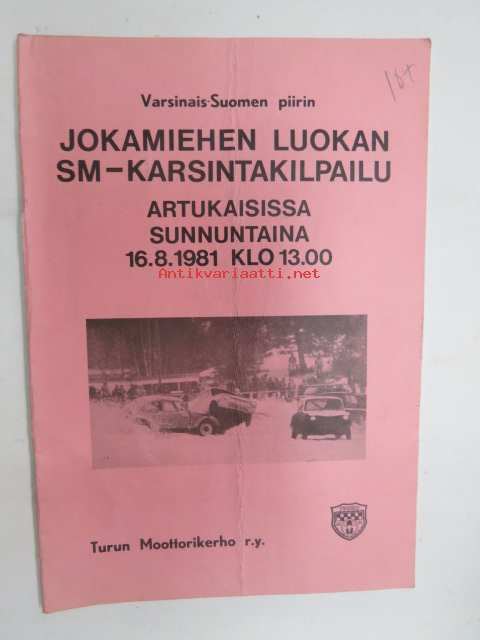 18+
Varsinais-Suomen piirin
JOKAMIEHEN LUOKAN
SM-KARSINTAKILPAILU
ARTUKAISISSA
SUNNUNTAINA
16.8.1981 KLO 13.00
Antikvariaatti.net
Turun Moottorikerho r.y.